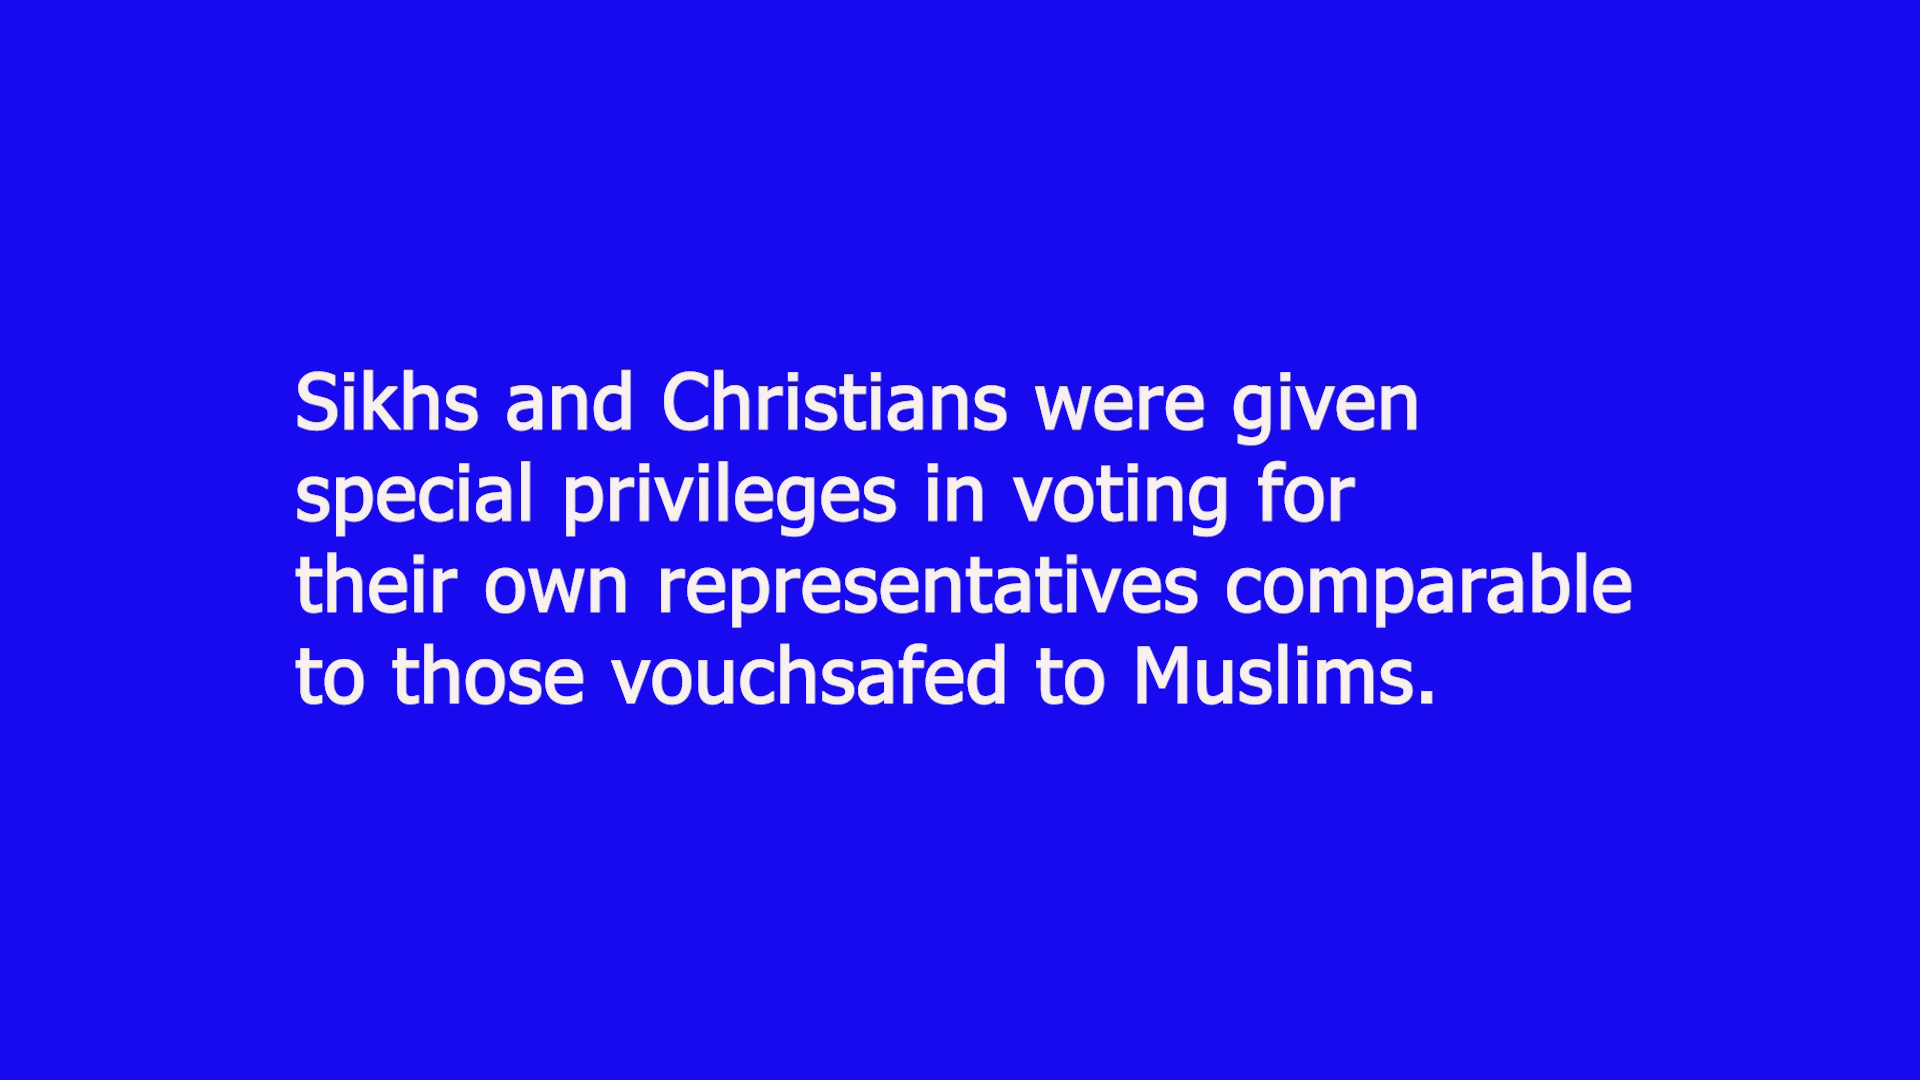 Sikhs and Christians were given
special privileges in voting for
their own representatives comparable
to those vouchsafed to Muslims.